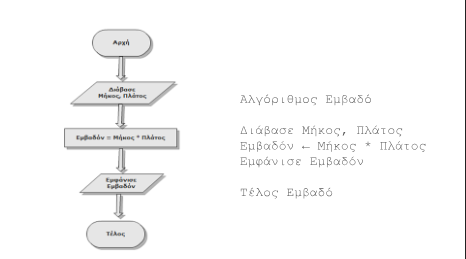 Αρχή
Διάβασε
Μήκος, Πλάτος
Εμβαδόν = Μήκος * Πλάτος
Εμφάνισε
Εμβαδόν
Τέλος
Αλγόριθμος Εμβαδό
Διάβασε Μήκος, Πλάτος
Εμβαδόν ← Μήκος * Πλάτος
Εμφάνισε Εμβαδόν
Τέλος Εμβαδό